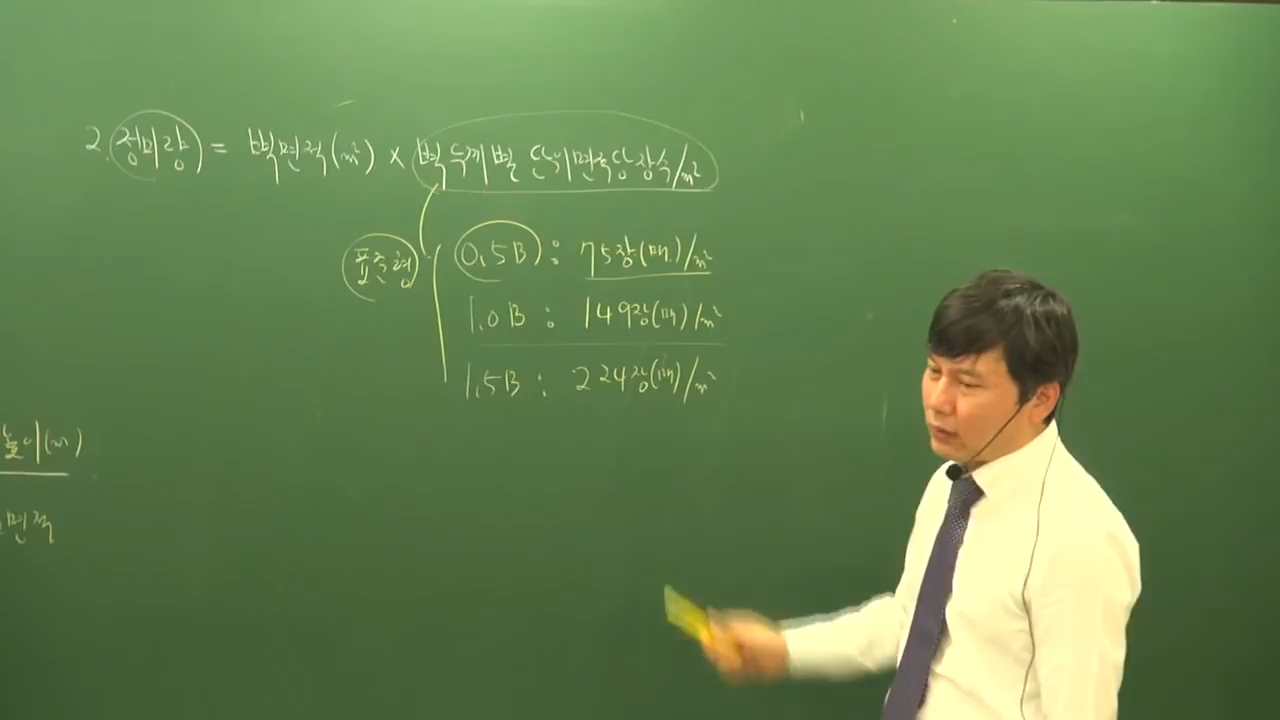 2. 정미량 = 벽면적(m²) × 벽두께별 단위면적당 장수/m²
표준형
0.5B : 75장(매)/m²
1.0B : 149장(매)/m²
1.5B : 224장(매)/m²
높이(m)
면적